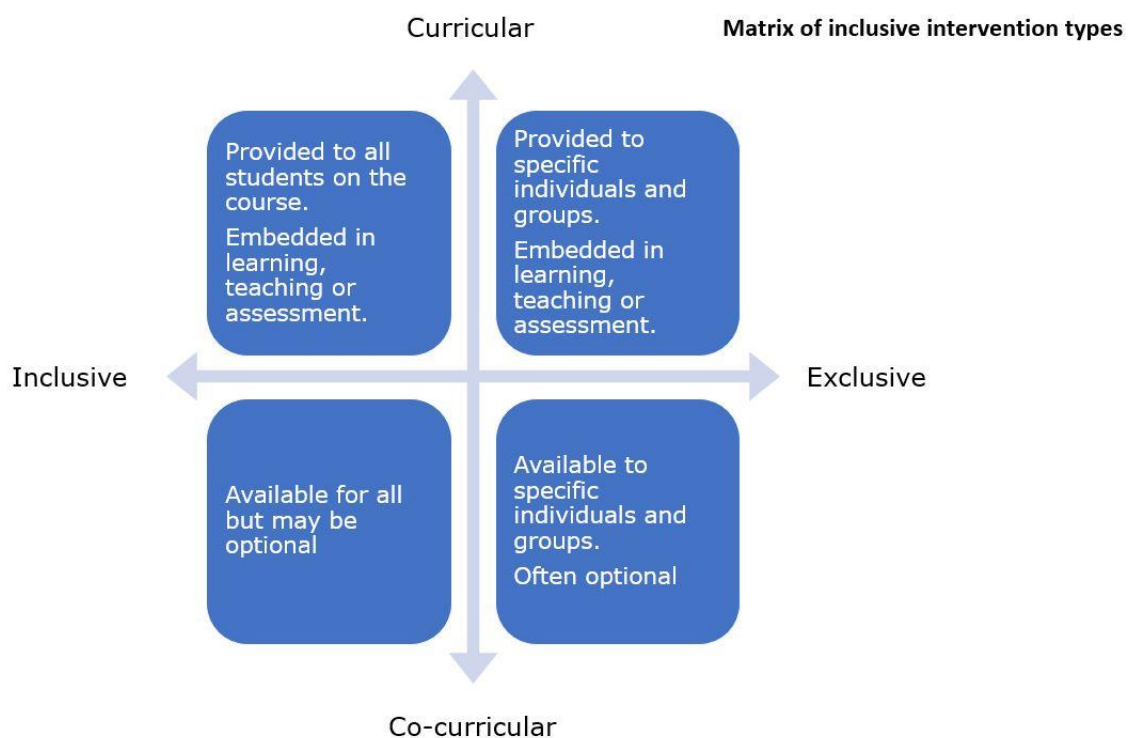 Curricular
Matrix of inclusive intervention types
Provided to all
students on the
course.
Embedded in
learning,
teaching or
assessment.
Provided to
specific
individuals and
groups.
Embedded in
learning,
teaching or
assessment.
Inclusive
Exclusive
Available for all
but may be
optional
Available to
specific
individuals and
groups.
Often optional
Co-curricular